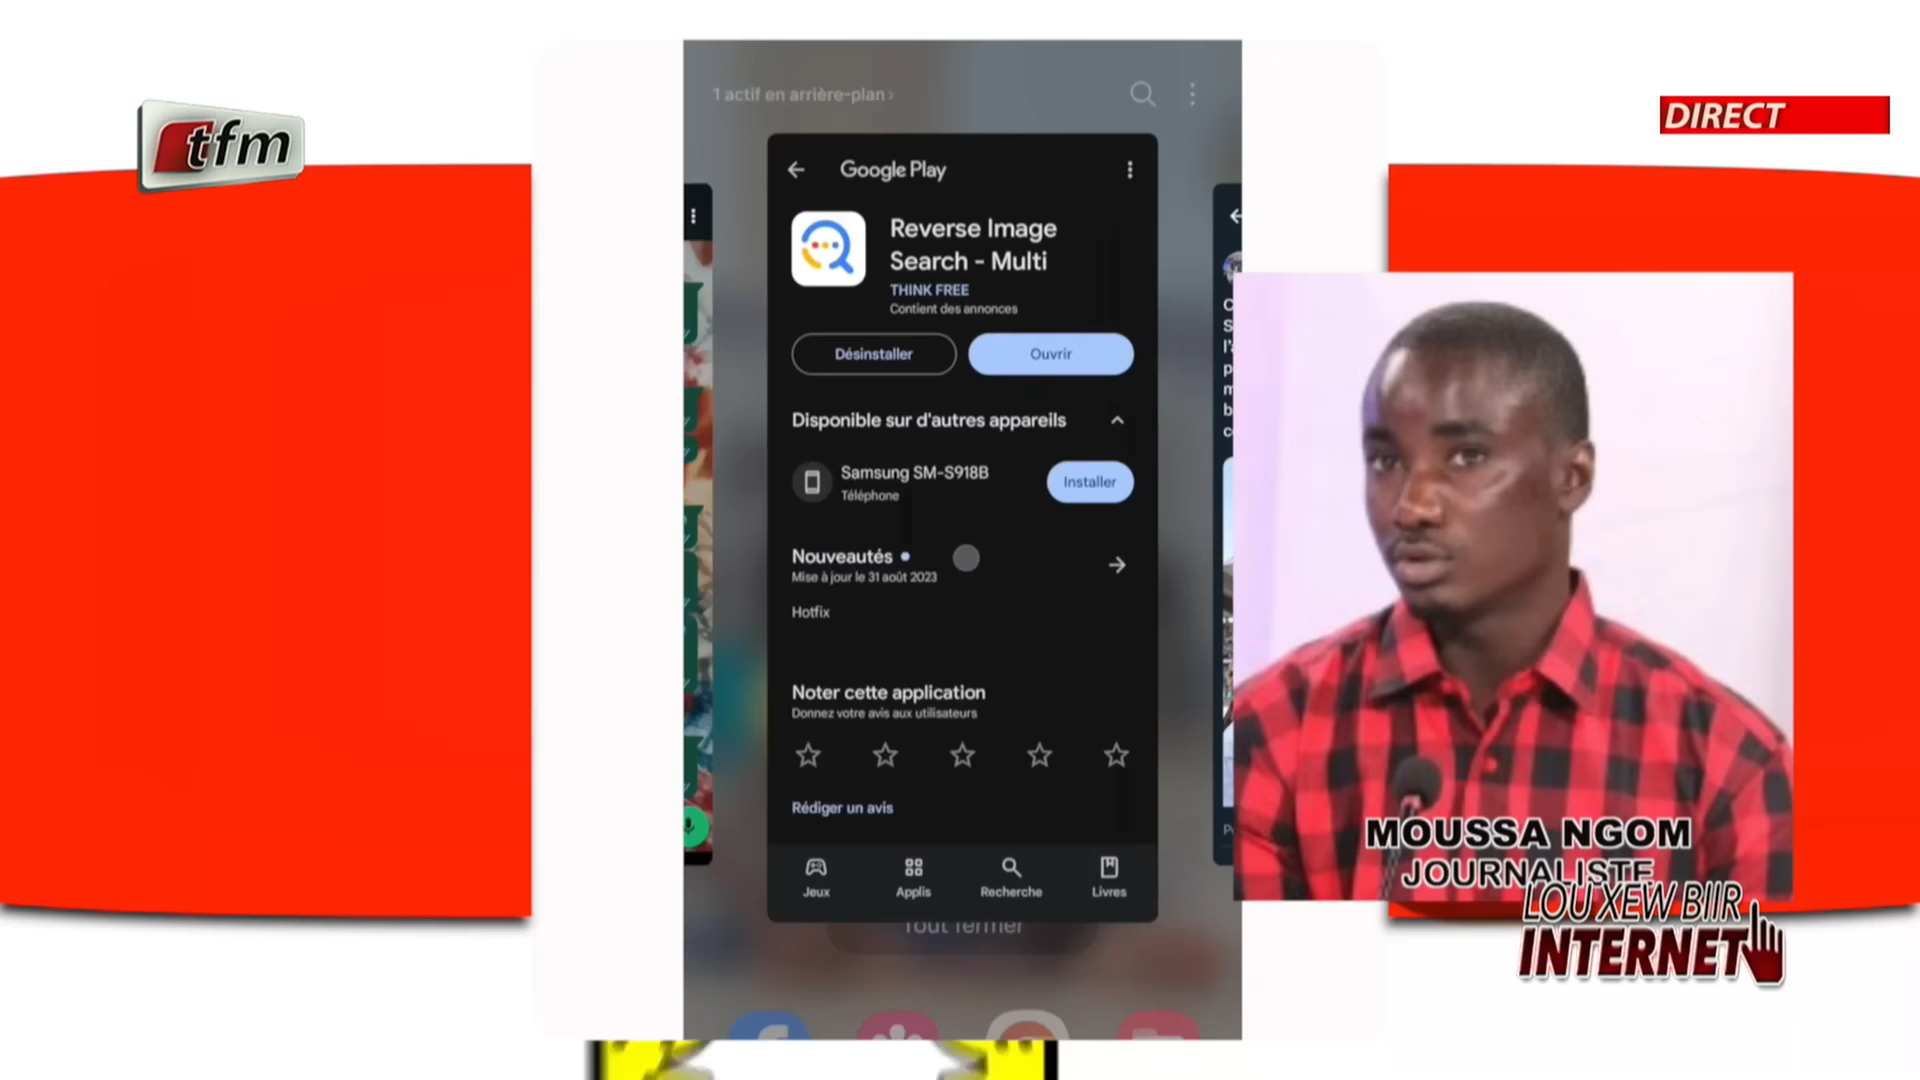 tfm
DIRECT
1 actif en arrière-plan ›
Google Play
Reverse Image
Search - Multi
THINK FREE
Contient des annonces
Désinstaller
Ouvrir
Disponible sur d'autres appareils
Samsung SM-S918B
Téléphone
Installer
Nouveautés
Mise à jour le 31 août 2023
Hotfix
Noter cette application
Donnez votre avis aux utilisateurs
Rédiger un avis
Jeux
Applis
Recherche
Livres
Tout fermer
MOUSSA NGOM
JOURNALISTE
LOU XEW BIIR
INTERNET